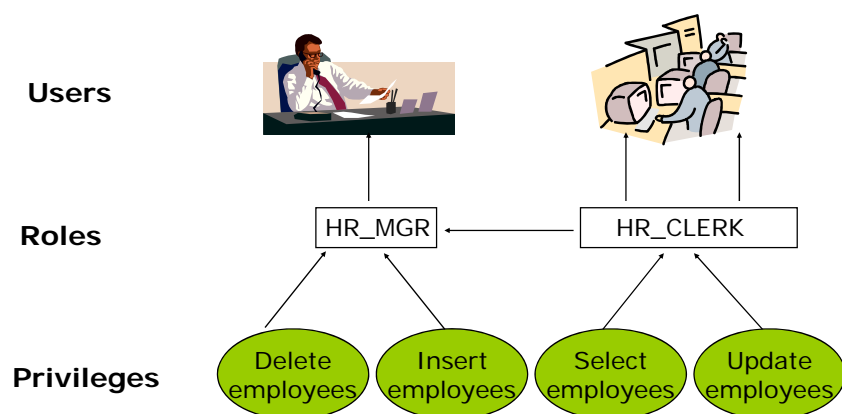 Users
Roles
HR_MGR
HR_CLERK
Privileges
Delete
employees
Insert
employees
Select
employees
Update
employees